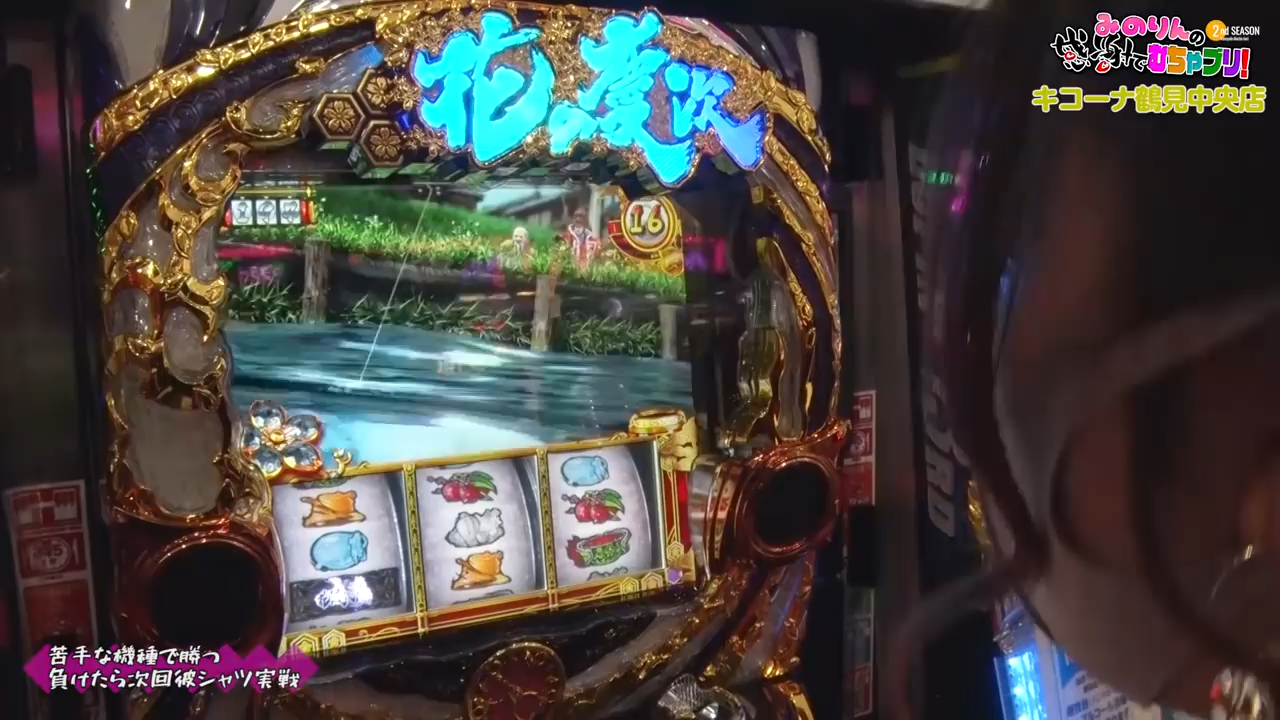 花の慶次
みのりんの
2nd SEASON
むちゃブリ!
キコーナ鶴見中央店
16
苦手な機種で勝つ
負けたら次回彼シャツ実戦